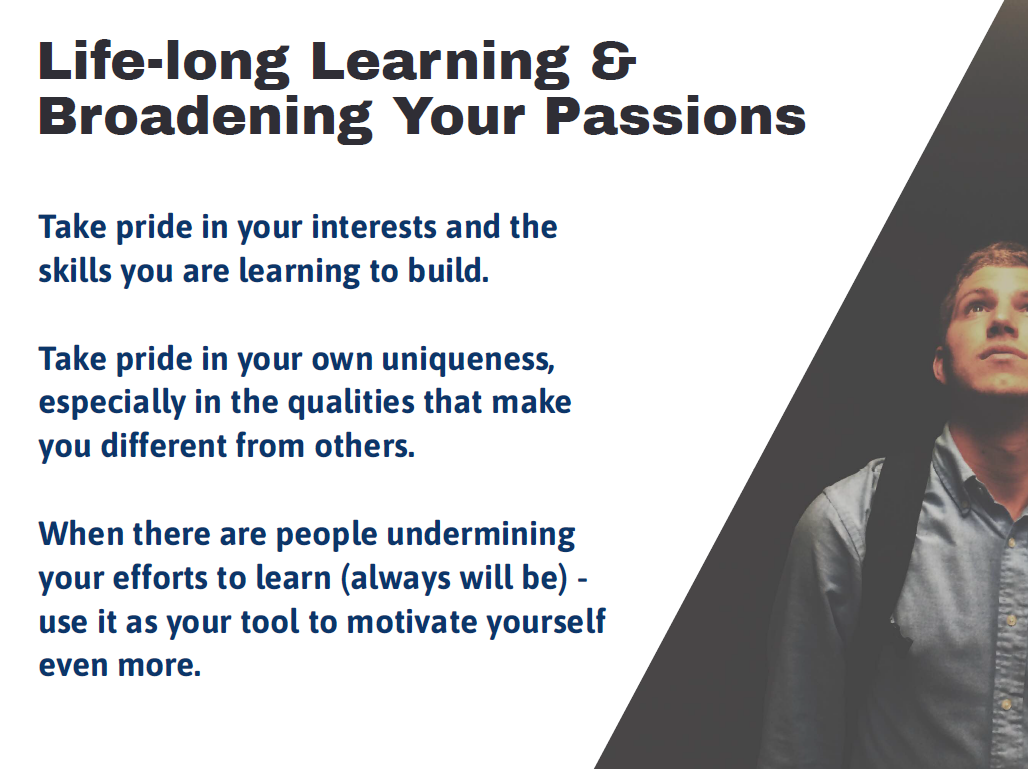 Life-long Learning &
Broadening Your Passions
Take pride in your interests and the
skills you are learning to build.
Take pride in your own uniqueness,
especially in the qualities that make
you different from others.
When there are people undermining
your efforts to learn (always will be) -
use it as your tool to motivate yourself
even more.